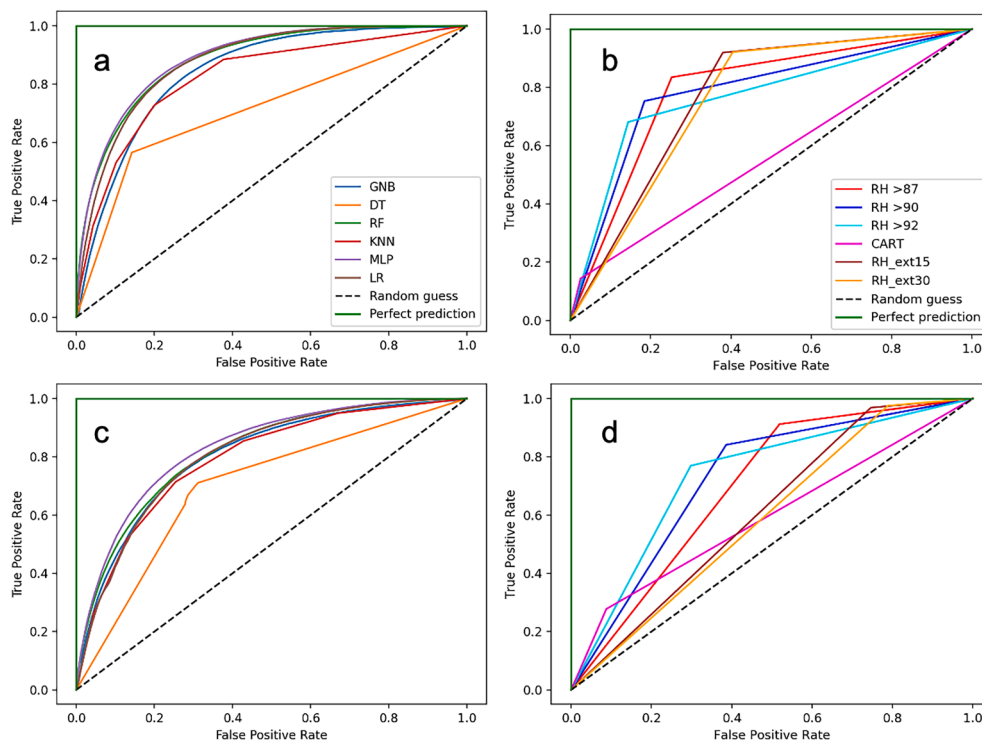 a
True Positive Rate
1.0
0.8
0.6
0.4
0.2
0.0
GNB
DT
RF
KNN
MLP
LR
Random guess
Perfect prediction
0.0 0.2 0.4 0.6 0.8 1.0
False Positive Rate
b
True Positive Rate
1.0
0.8
0.6
0.4
0.2
0.0
RH >87
RH >90
RH >92
CART
RH_ext15
RH_ext30
Random guess
Perfect prediction
0.0 0.2 0.4 0.6 0.8 1.0
False Positive Rate
c
True Positive Rate
1.0
0.8
0.6
0.4
0.2
0.0
0.0 0.2 0.4 0.6 0.8 1.0
False Positive Rate
d
True Positive Rate
1.0
0.8
0.6
0.4
0.2
0.0
0.0 0.2 0.4 0.6 0.8 1.0
False Positive Rate